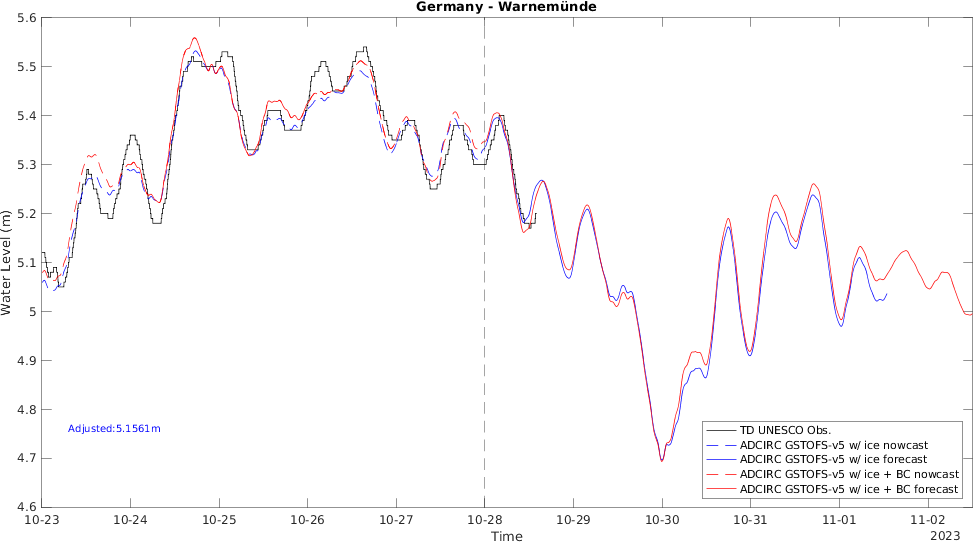 Germany - Warnemünde
5.6
5.5
5.4
5.3
5.2
5.1
5
4.9
4.8
4.7
4.6
Water Level (m)
Adjusted:5.1561m
TD UNESCO Obs.
ADCIRC GSTOFS-v5 w/ ice nowcast
ADCIRC GSTOFS-v5 w/ ice forecast
ADCIRC GSTOFS-v5 w/ ice + BC nowcast
ADCIRC GSTOFS-v5 w/ ice + BC forecast
10-23 10-24 10-25 10-26 10-27 10-28 10-29 10-30 10-31 11-01 11-02
Time
2023